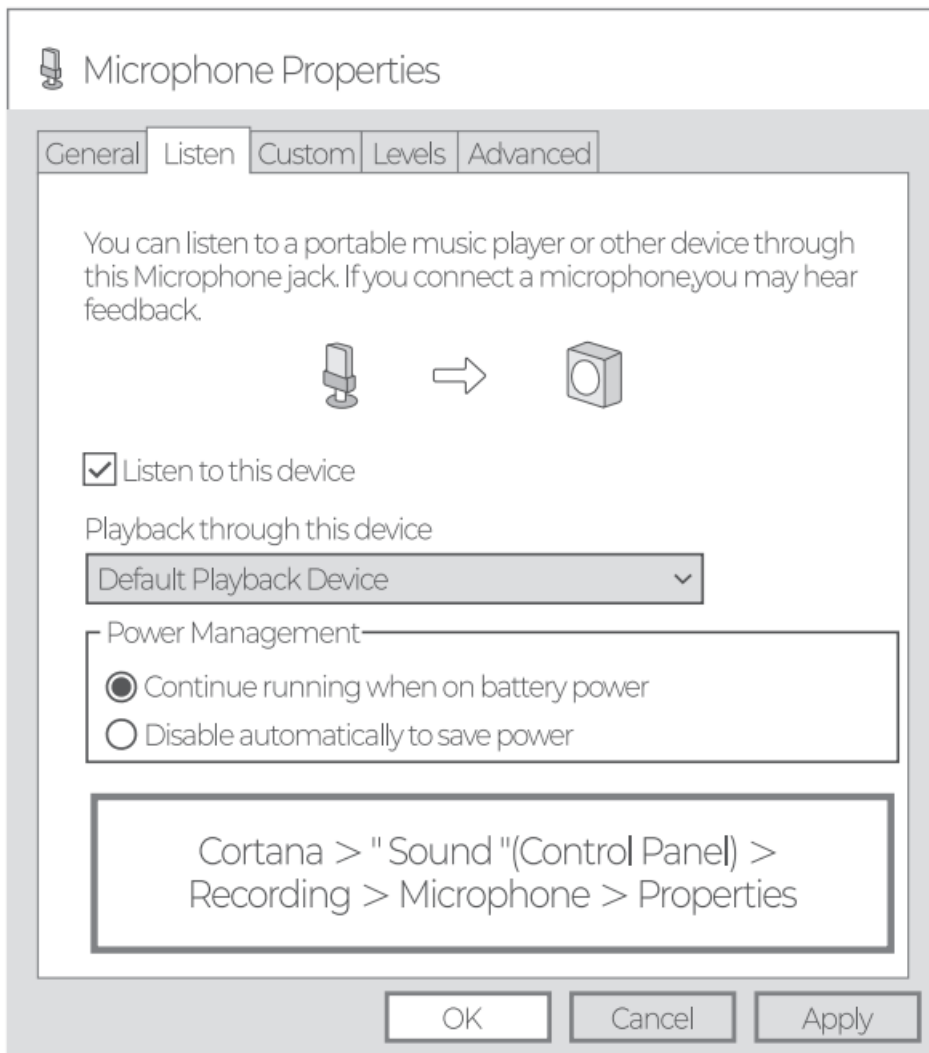 Microphone Properties
General Listen Custom Levels Advanced
You can listen to a portable music player or other device through
this Microphone jack. If you connect a microphone,you may hear
feedback.
Listen to this device
Playback through this device
Default Playback Device
Power Management
Continue running when on battery power
Disable automatically to save power
Cortana > " Sound "(Control Panel) >
Recording > Microphone > Properties
OK Cancel Apply